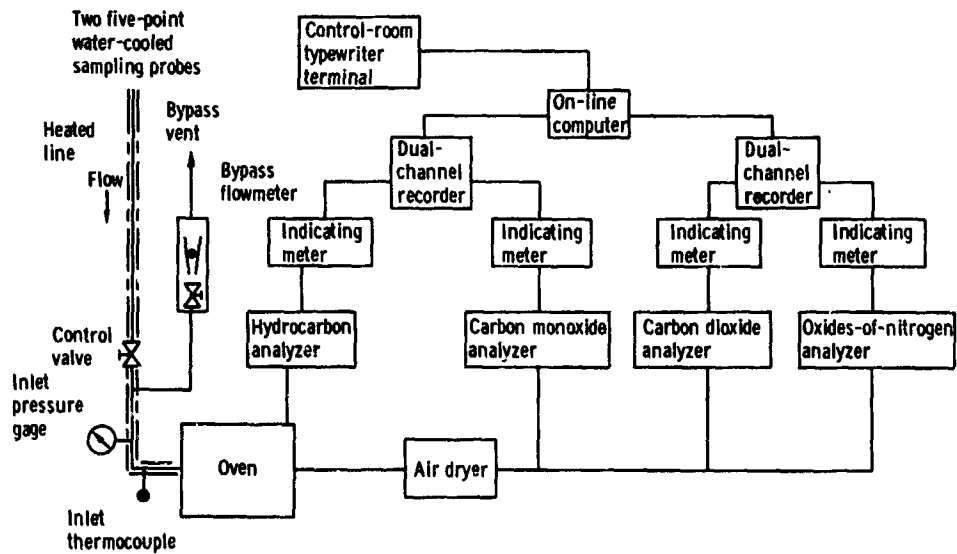 Two five-point
water-cooled
sampling probes
Control-room
typewriter
terminal
On-line
computer
Heated
line
Bypass
vent
Flow
Bypass
flowmeter
Dual-
channel
recorder
Dual-
channel
recorder
Indicating
meter
Indicating
meter
Indicating
meter
Indicating
meter
Control
valve
Hydrocarbon
analyzer
Carbon monoxide
analyzer
Carbon dioxide
analyzer
Oxides-of-nitrogen
analyzer
Inlet
pressure
gage
Oven
Air dryer
Inlet
thermocouple